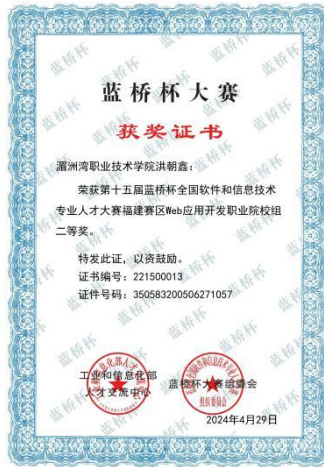 蓝桥杯大赛
获奖证书
湄洲湾职业技术学院洪朝鑫：
荣获第十五届蓝桥杯全国软件和信息技术
专业人才大赛福建赛区Web应用开发职业院校组
二等奖。
特发此证，以资鼓励。
证书编号：221500013
证件号码：350583200506271057
工业和信息化部
人才交流中心
蓝桥杯大赛组委会
组织委员会
2024年4月29日